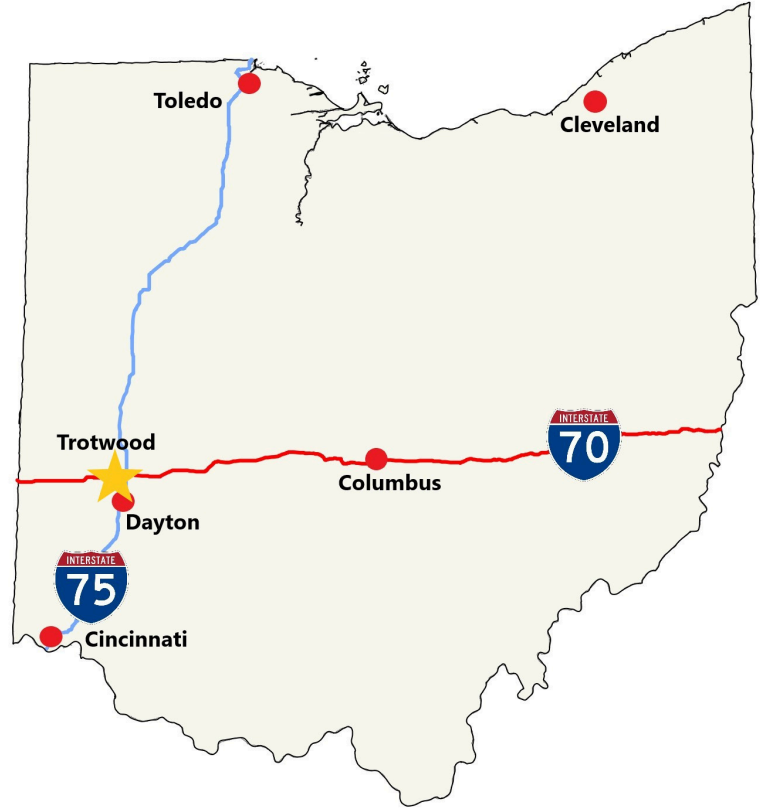 Toledo
Cleveland
INTERSTATE
70
Trotwood
Columbus
Dayton
INTERSTATE
75
Cincinnati